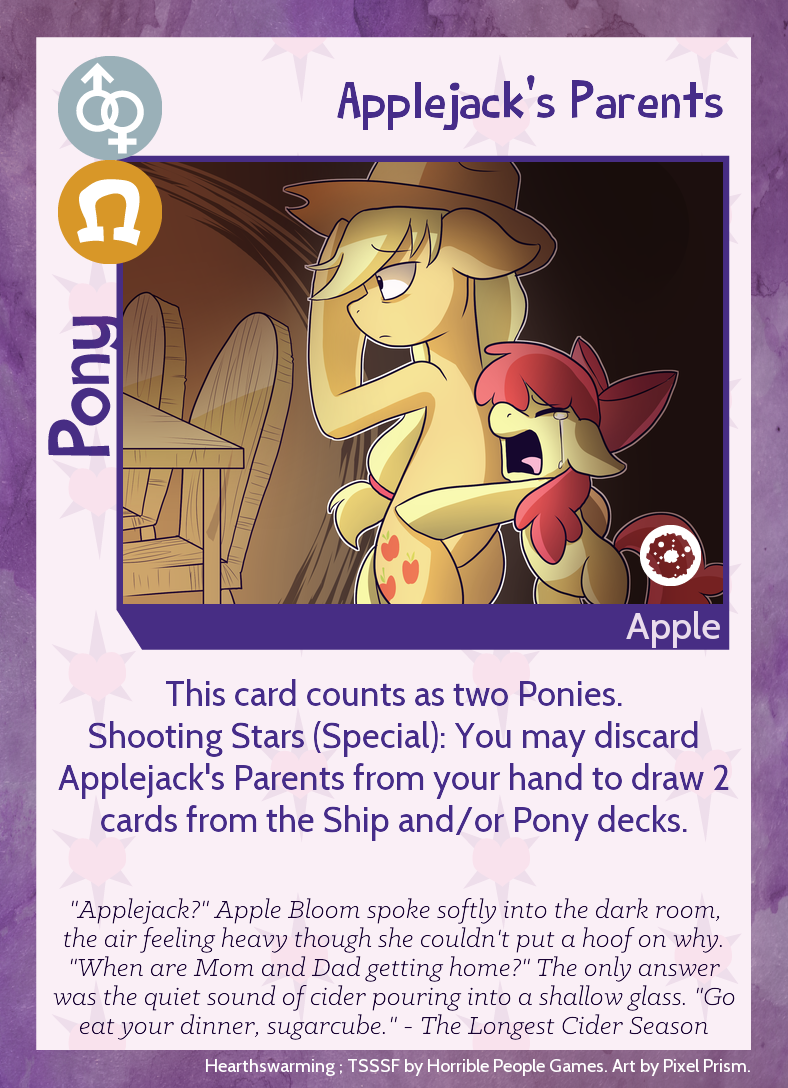 Applejack's Parents
Pony
Apple
This card counts as two Ponies.
Shooting Stars (Special): You may discard
Applejack's Parents from your hand to draw 2
cards from the Ship and/or Pony decks.
"Applejack?" Apple Bloom spoke softly into the dark room,
the air feeling heavy though she couldn't put a hoof on why.
"When are Mom and Dad getting home?" The only answer
was the quiet sound of cider pouring into a shallow glass. "Go
eat your dinner, sugarcube." - The Longest Cider Season
Hearthswarming ; TSSSF by Horrible People Games. Art by Pixel Prism.